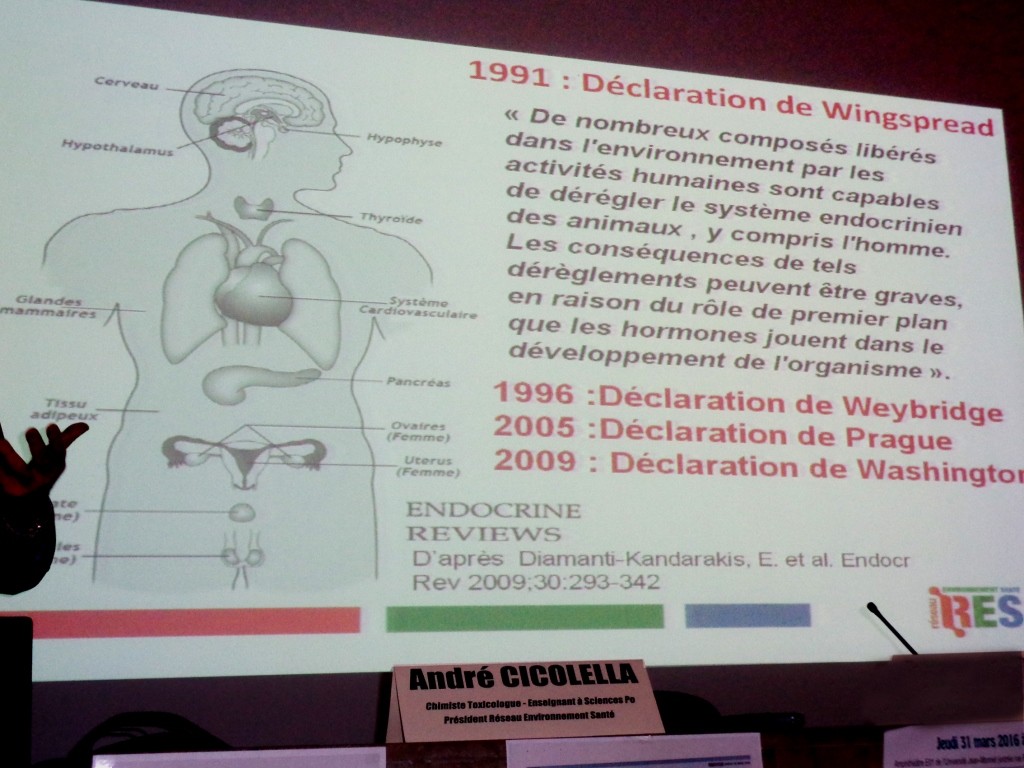 Cerveau
Hypothalamus
Hypophyse
Thyroïde
Glandes
mammaires
Système
Cardiovasculaire
Pancréas
Tissu
adipeux
Ovaires
(Femme)
Uterus
(Femme)
1991 : Déclaration de Wingspread
« De nombreux composés libérés
dans l'environnement par les
activités humaines sont capables
de dérégler le système endocrinien
des animaux , y compris l'homme.
Les conséquences de tels
dérèglements peuvent être graves,
en raison du rôle de premier plan
que les hormones jouent dans le
développement de l'organisme ».
1996 :Déclaration de Weybridge
2005 :Déclaration de Prague
2009 : Déclaration de Washington
ENDOCRINE
REVIEWS
D'après Diamanti-Kandarakis, E. et al. Endocr
Rev 2009;30:293-342
réseau
ENVIRONNEMENT SANTÉ
RES
André CICOLELLA
Chimiste Toxicologue - Enseignant à Sciences Po
Président Réseau Environnement Santé
Jeudi 31 mars 2016 à